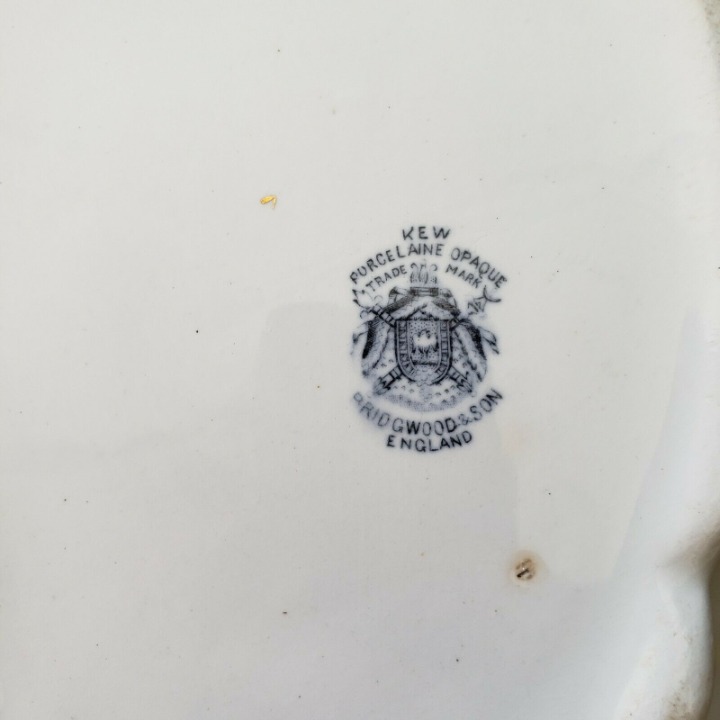 KEW
PORCELAINE OPAQUE
TRADE MARK
BRIDGWOOD & SON
ENGLAND